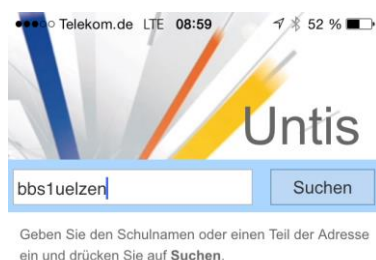 Telekom.de LTE 08:59 52 %
Untis
bbs1uelzen Suchen
Geben Sie den Schulnamen oder einen Teil der Adresse
ein und drücken Sie auf Suchen.